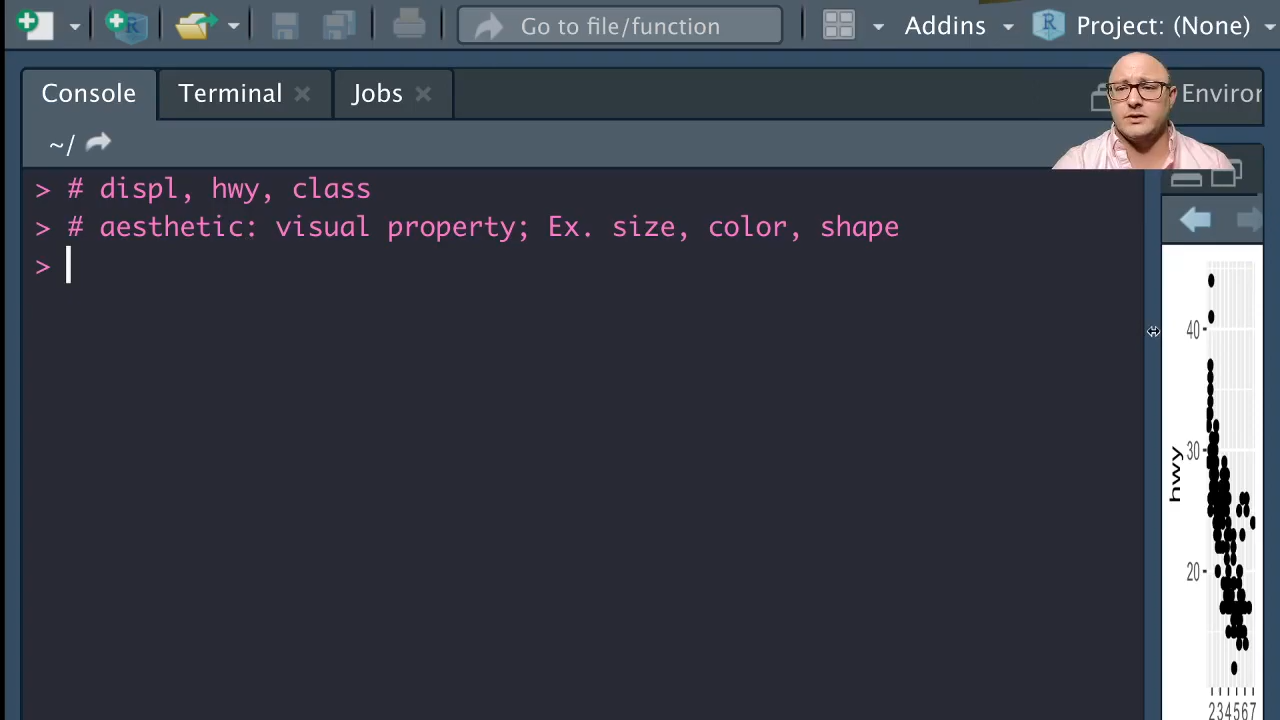 Go to file/function
Addins
Project: (None)
Console
Terminal
Jobs
Enviror
~/
> # displ, hwy, class
> # aesthetic: visual property; Ex. size, color, shape
>
40
30
20
hwy
234567